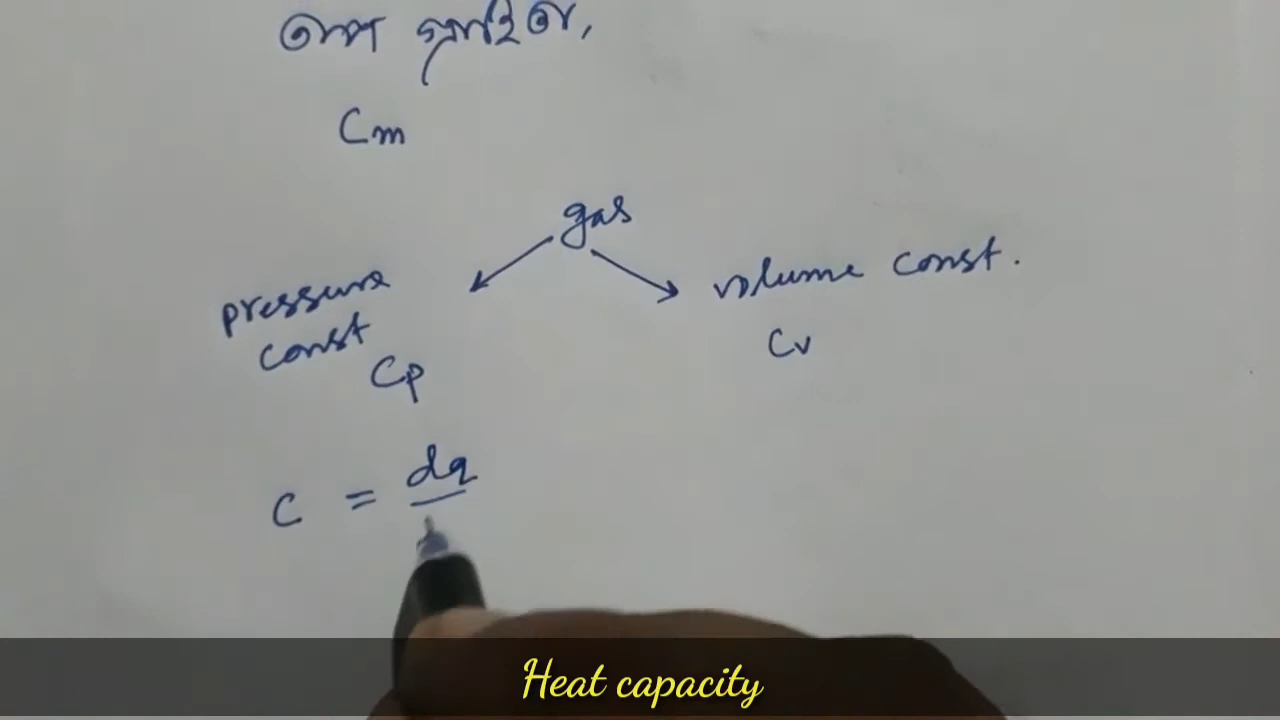 gas
Cm
pressure
const
Cp
volume const.
Cv
C = dq
Heat capacity